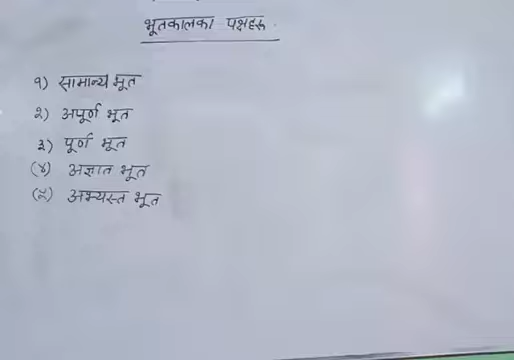 भूतकालका पक्षहरू
१) सामान्य भूत
२) अपूर्ण भूत
३) पूर्ण भूत
(४) अज्ञात भूत
(५) अभ्यस्त भूत